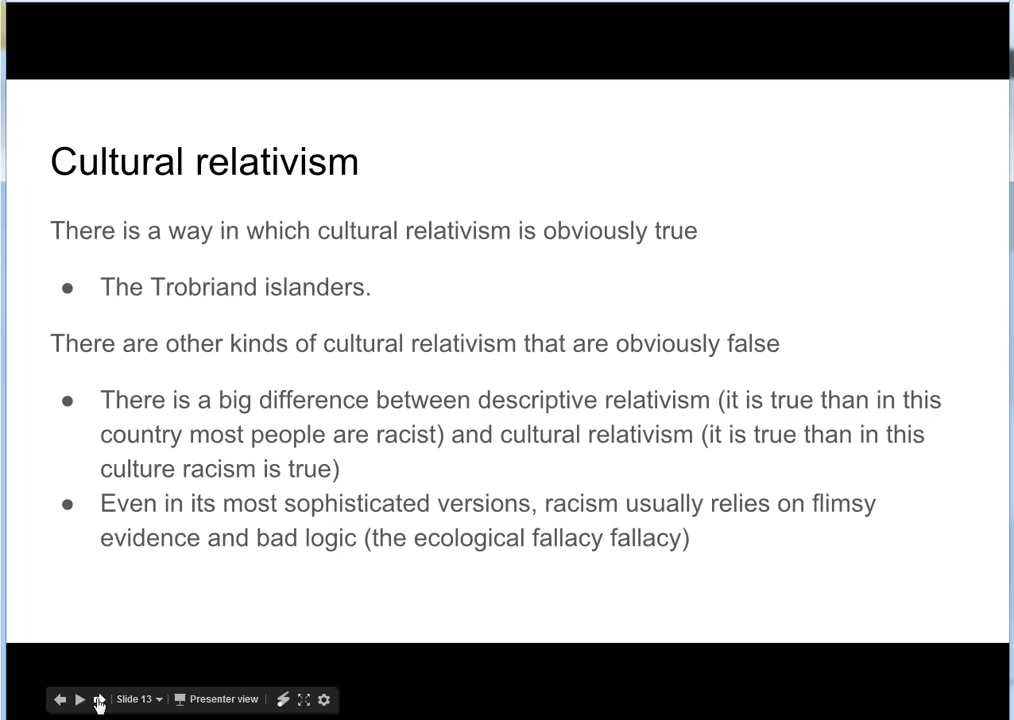 Cultural relativism
There is a way in which cultural relativism is obviously true
● The Trobriand islanders.
There are other kinds of cultural relativism that are obviously false
● There is a big difference between descriptive relativism (it is true than in this
country most people are racist) and cultural relativism (it is true than in this
culture racism is true)
● Even in its most sophisticated versions, racism usually relies on flimsy
evidence and bad logic (the ecological fallacy fallacy)
Slide 13 Presenter view